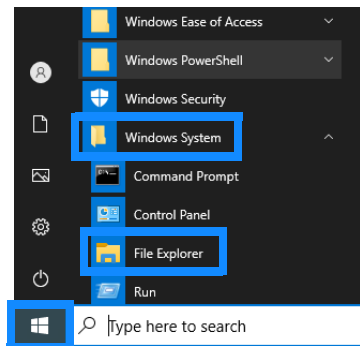 Windows Ease of Access
Windows PowerShell
Windows Security
Windows System
Command Prompt
Control Panel
File Explorer
Run
Type here to search